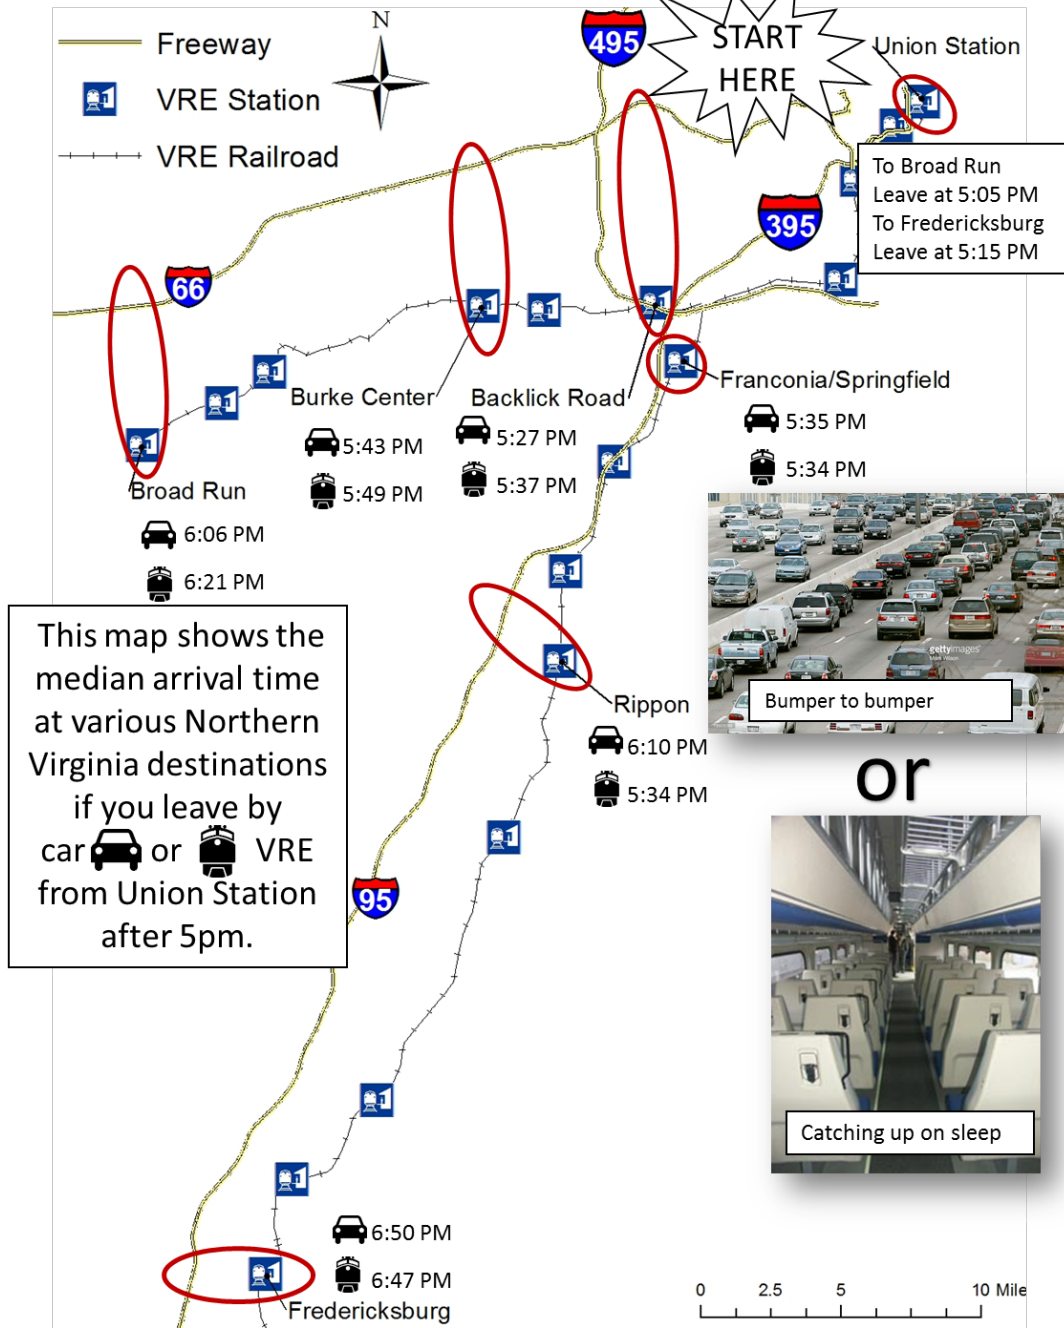 N
Freeway
VRE Station
VRE Railroad
495
START
HERE
Union Station
To Broad Run
Leave at 5:05 PM
To Fredericksburg
Leave at 5:15 PM
395
66
Burke Center
5:43 PM
5:49 PM
Backlick Road
5:27 PM
5:37 PM
Franconia/Springfield
5:35 PM
5:34 PM
Broad Run
6:06 PM
6:21 PM
This map shows the
median arrival time
at various Northern
Virginia destinations
if you leave by
car or VRE
from Union Station
after 5pm.
gettyimages
Mark Wilson
Bumper to bumper
or
Rippon
6:10 PM
5:34 PM
95
Catching up on sleep
6:50 PM
6:47 PM
Fredericksburg
0 2.5 5 10 Mile